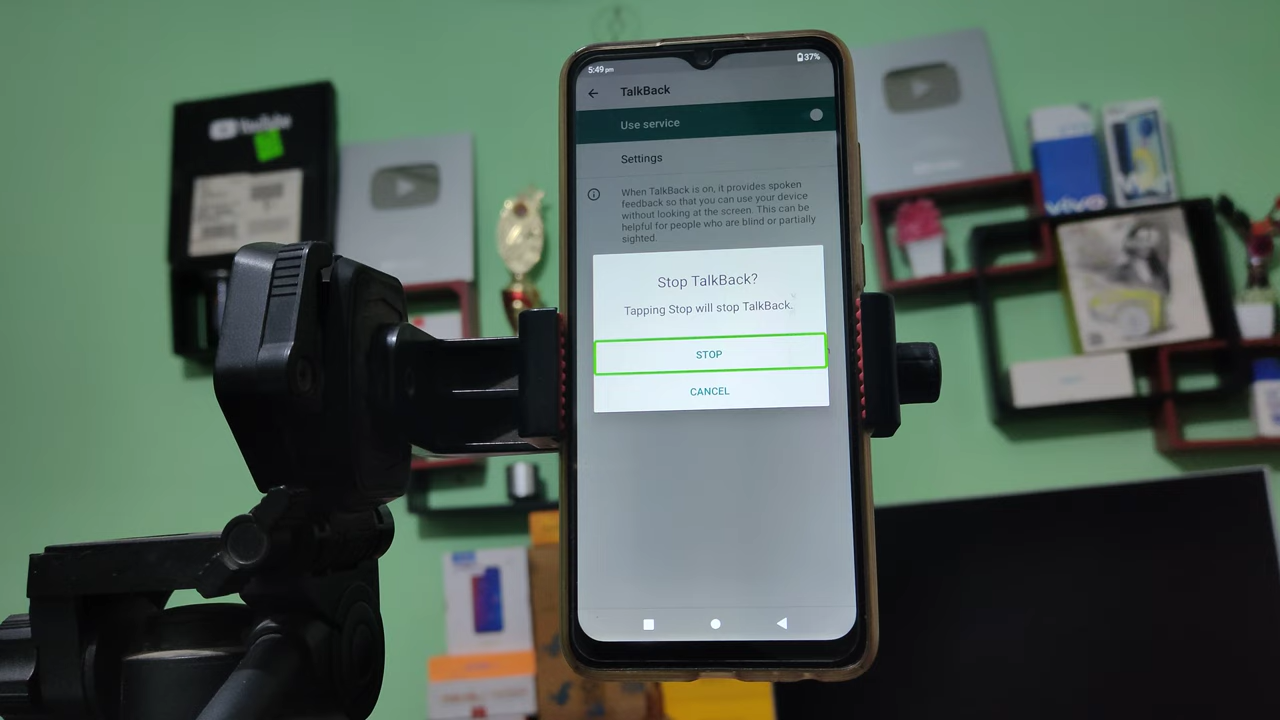 5:49 pm
37%
TalkBack
Use service
Settings
When TalkBack is on, it provides spoken
feedback so that you can use your device
without looking at the screen. This can be
helpful for people who are blind or partially
sighted.
Stop TalkBack?
Tapping Stop will stop TalkBack.
STOP
CANCEL
YouTube
vivo